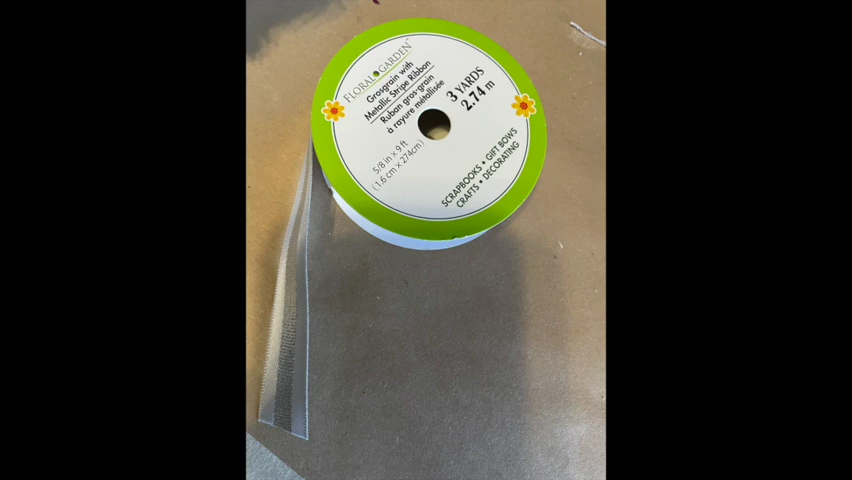 FLORAL GARDEN™
Grosgrain with
Metallic Stripe Ribbon
Ruban gros-grain
à rayure métallisée
3 YARDS
2.74 m
5/8 in x 9 ft
(1.6 cm x 274cm)
SCRAPBOOKS • GIFT BOWS
CRAFTS • DECORATING